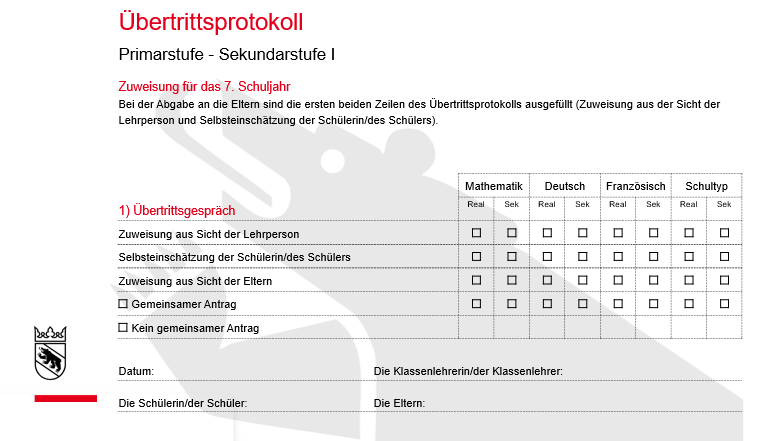 Übertrittsprotokoll
Primarstufe - Sekundarstufe I
Zuweisung für das 7. Schuljahr
Bei der Abgabe an die Eltern sind die ersten beiden Zeilen des Übertrittsprotokolls ausgefüllt (Zuweisung aus der Sicht der
Lehrperson und Selbsteinschätzung der Schülerin/des Schülers).
Mathematik Deutsch Französisch Schultyp
Real Sek Real Sek Real Sek Real Sek
1) Übertrittsgespräch
Zuweisung aus Sicht der Lehrperson
Selbsteinschätzung der Schülerin/des Schülers
Zuweisung aus Sicht der Eltern
Gemeinsamer Antrag
Kein gemeinsamer Antrag
Datum: Die Klassenlehrerin/der Klassenlehrer:
Die Schülerin/der Schüler: Die Eltern: